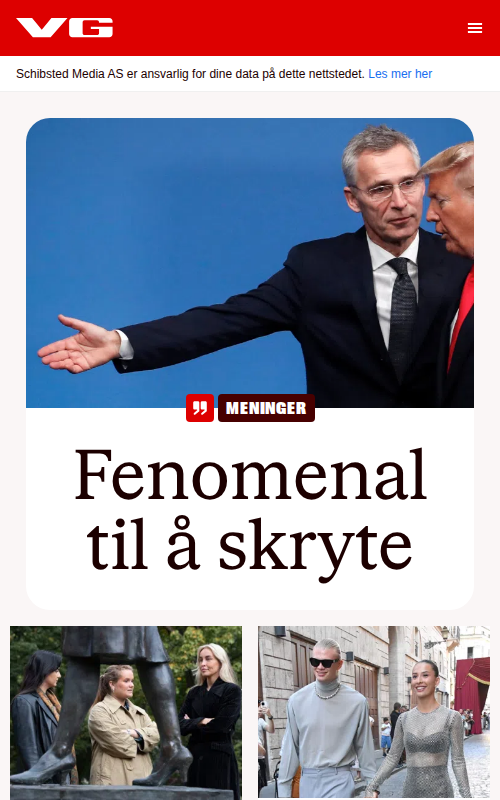 VG
Schibsted Media AS er ansvarlig for dine data på dette nettstedet. Les mer her
MENINGER
Fenomenal
til å skryte